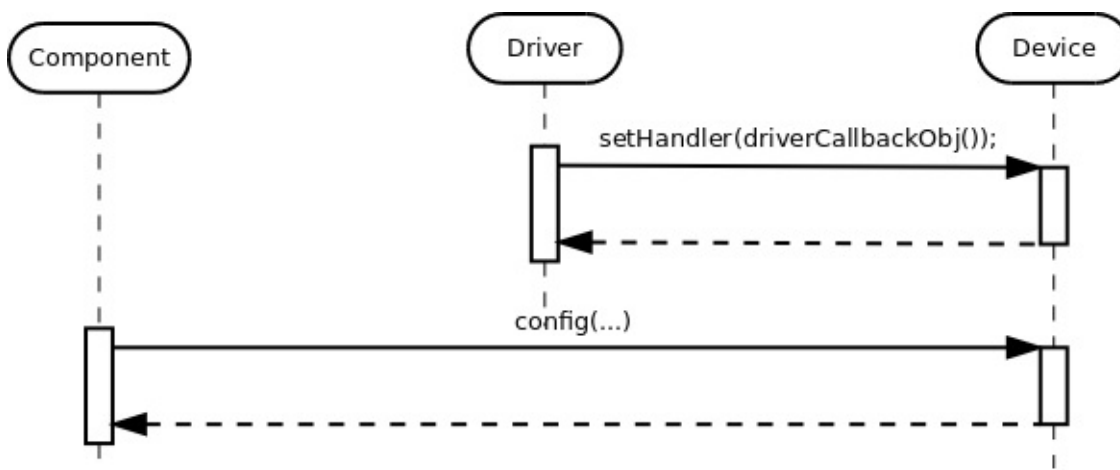 Component
Driver
Device
setHandler(driverCallbackObj());
config(...)